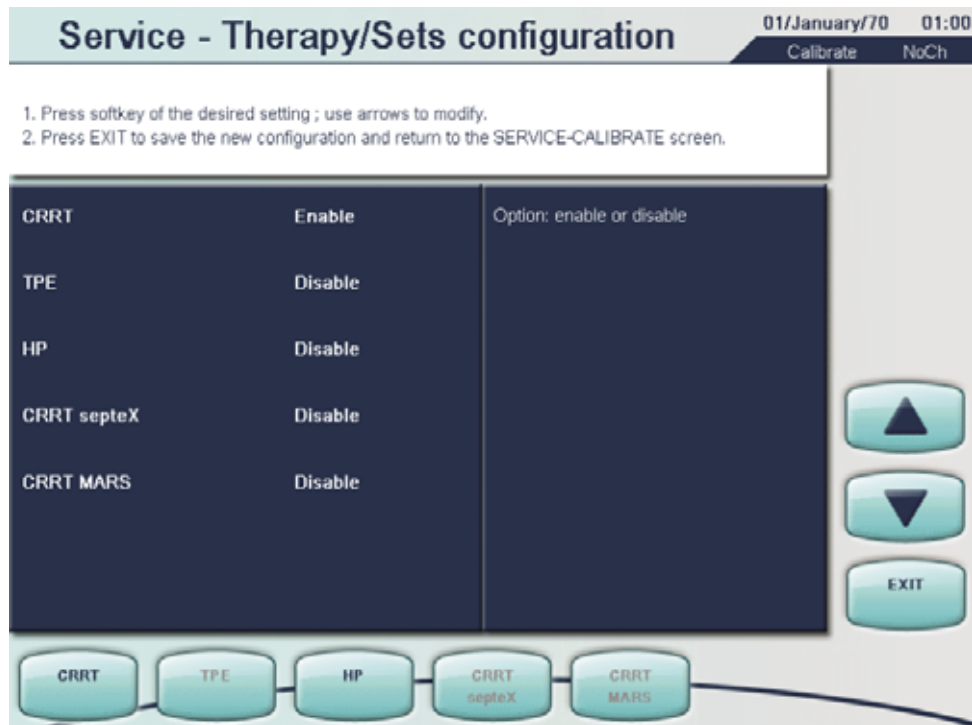 Service - Therapy/Sets configuration
01/January/70 01:00
Calibrate NoCh
1. Press softkey of the desired setting ; use arrows to modify.
2. Press EXIT to save the new configuration and return to the SERVICE-CALIBRATE screen.
CRRT Enable
Option: enable or disable
TPE Disable
HP Disable
CRRT septeX Disable
CRRT MARS Disable
EXIT
CRRT
TPE
HP
CRRT
septeX
CRRT
MARS